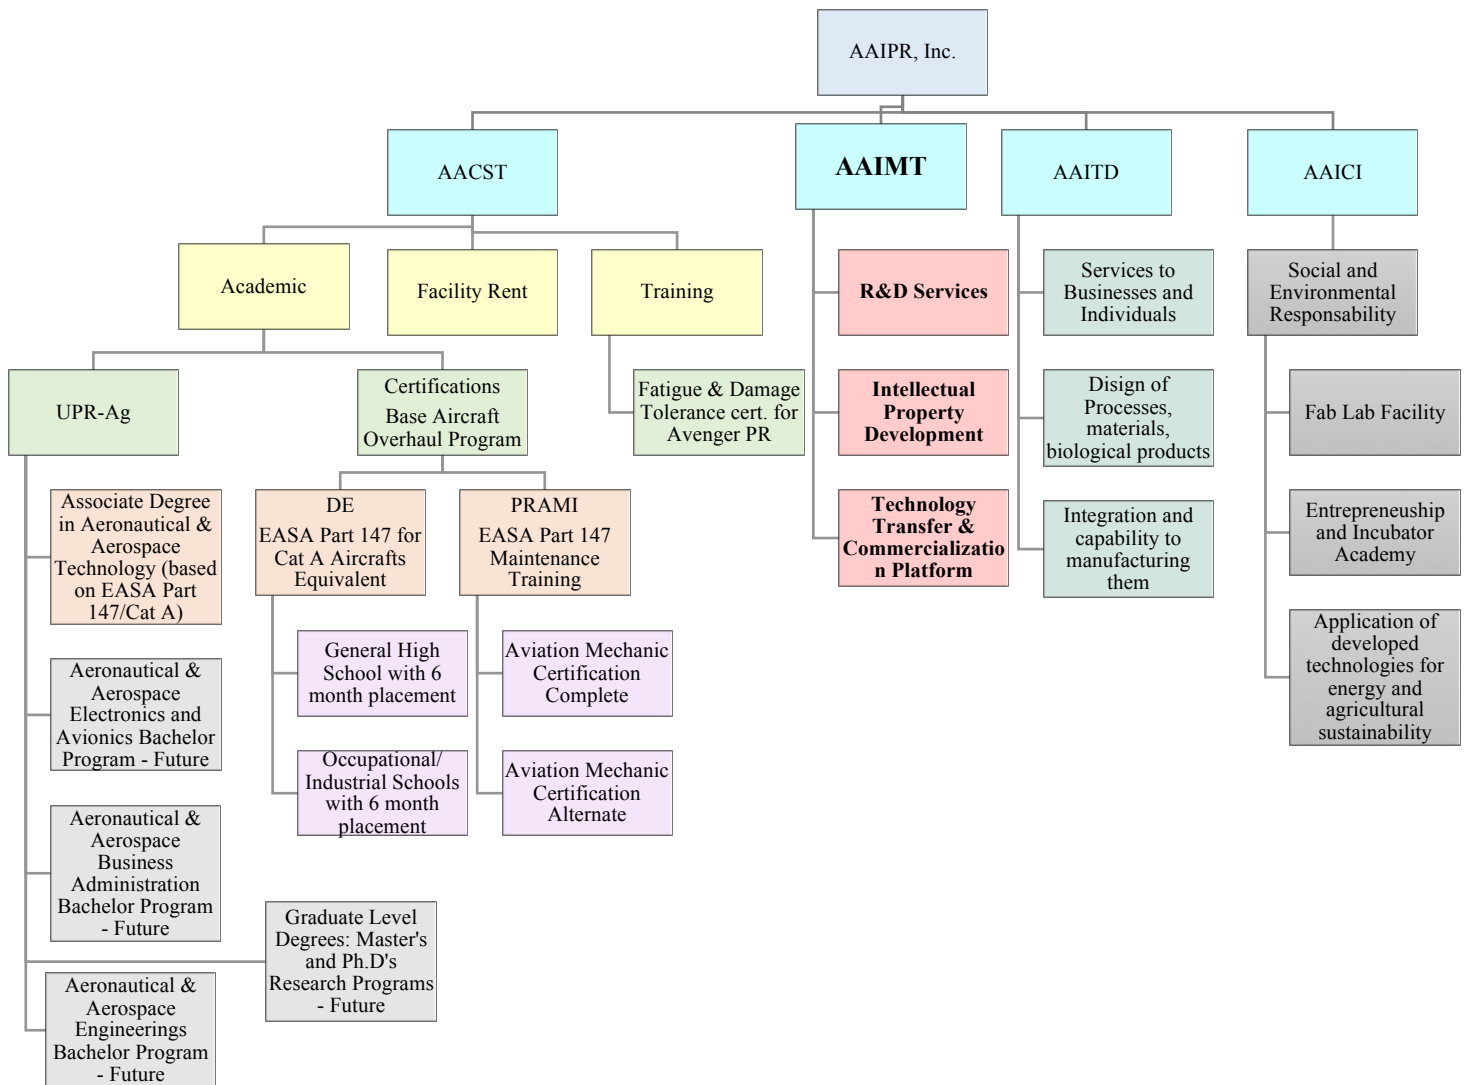 AAIPR, Inc.
AACST
AAIMT
AAITD
AAICI
Academic
Facility Rent
Training
R&D Services
Services to
Businesses and
Individuals
Social and
Environmental
Responsability
UPR-Ag
Certifications
Base Aircraft
Overhaul Program
Fatigue & Damage
Tolerance cert. for
Avenger PR
Intellectual
Property
Development
Disign of
Processes,
materials,
biological products
Fab Lab Facility
Associate Degree
in Aeronautical &
Aerospace
Technology (based
on EASA Part
147/Cat A)
DE
EASA Part 147 for
Cat A Aircrafts
Equivalent
PRAMI
EASA Part 147
Maintenance
Training
Technology
Transfer &
Commercializatio
n Platform
Integration and
capability to
manufacturing
them
Entrepreneuship
and Incubator
Academy
General High
School with 6
month placement
Aviation Mechanic
Certification
Complete
Application of
developed
technologies for
energy and
agricultural
sustainability
Aeronautical &
Aerospace
Electronics and
Avionics Bachelor
Program - Future
Occupational/
Industrial Schools
with 6 month
placement
Aviation Mechanic
Certification
Alternate
Aeronautical &
Aerospace
Business
Administration
Bachelor Program
- Future
Graduate Level
Degrees: Master's
and Ph.D's
Research Programs
- Future
Aeronautical &
Aerospace
Engineerings
Bachelor Program
- Future